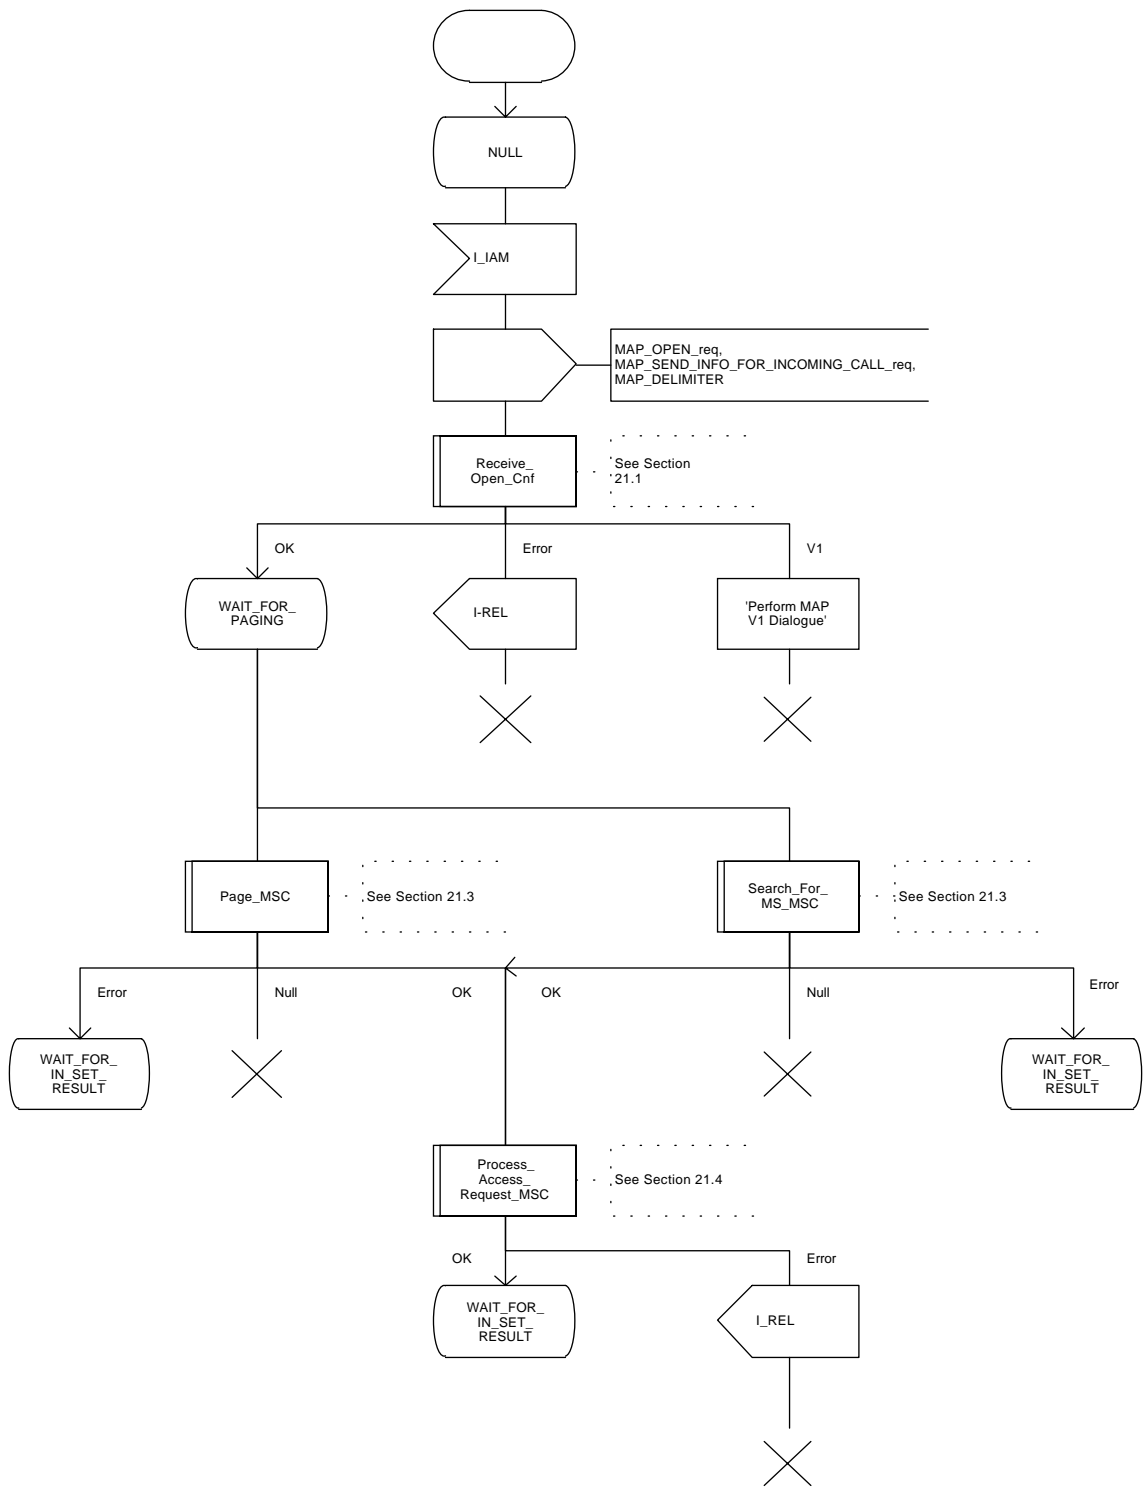 NULL
I_IAM
MAP_OPEN_req,
MAP_SEND_INFO_FOR_INCOMING_CALL_req,
MAP_DELIMITER
Receive_
Open_Cnf
See Section
21.1
OK
Error
V1
WAIT_FOR_
PAGING
I-REL
'Perform MAP
V1 Dialogue'
Page_MSC
See Section 21.3
Search_For_
MS_MSC
See Section 21.3
Error
Null
OK
OK
Null
Error
WAIT_FOR_
IN_SET_
RESULT
WAIT_FOR_
IN_SET_
RESULT
Process_
Access_
Request_MSC
See Section 21.4
OK
Error
WAIT_FOR_
IN_SET_
RESULT
I_REL